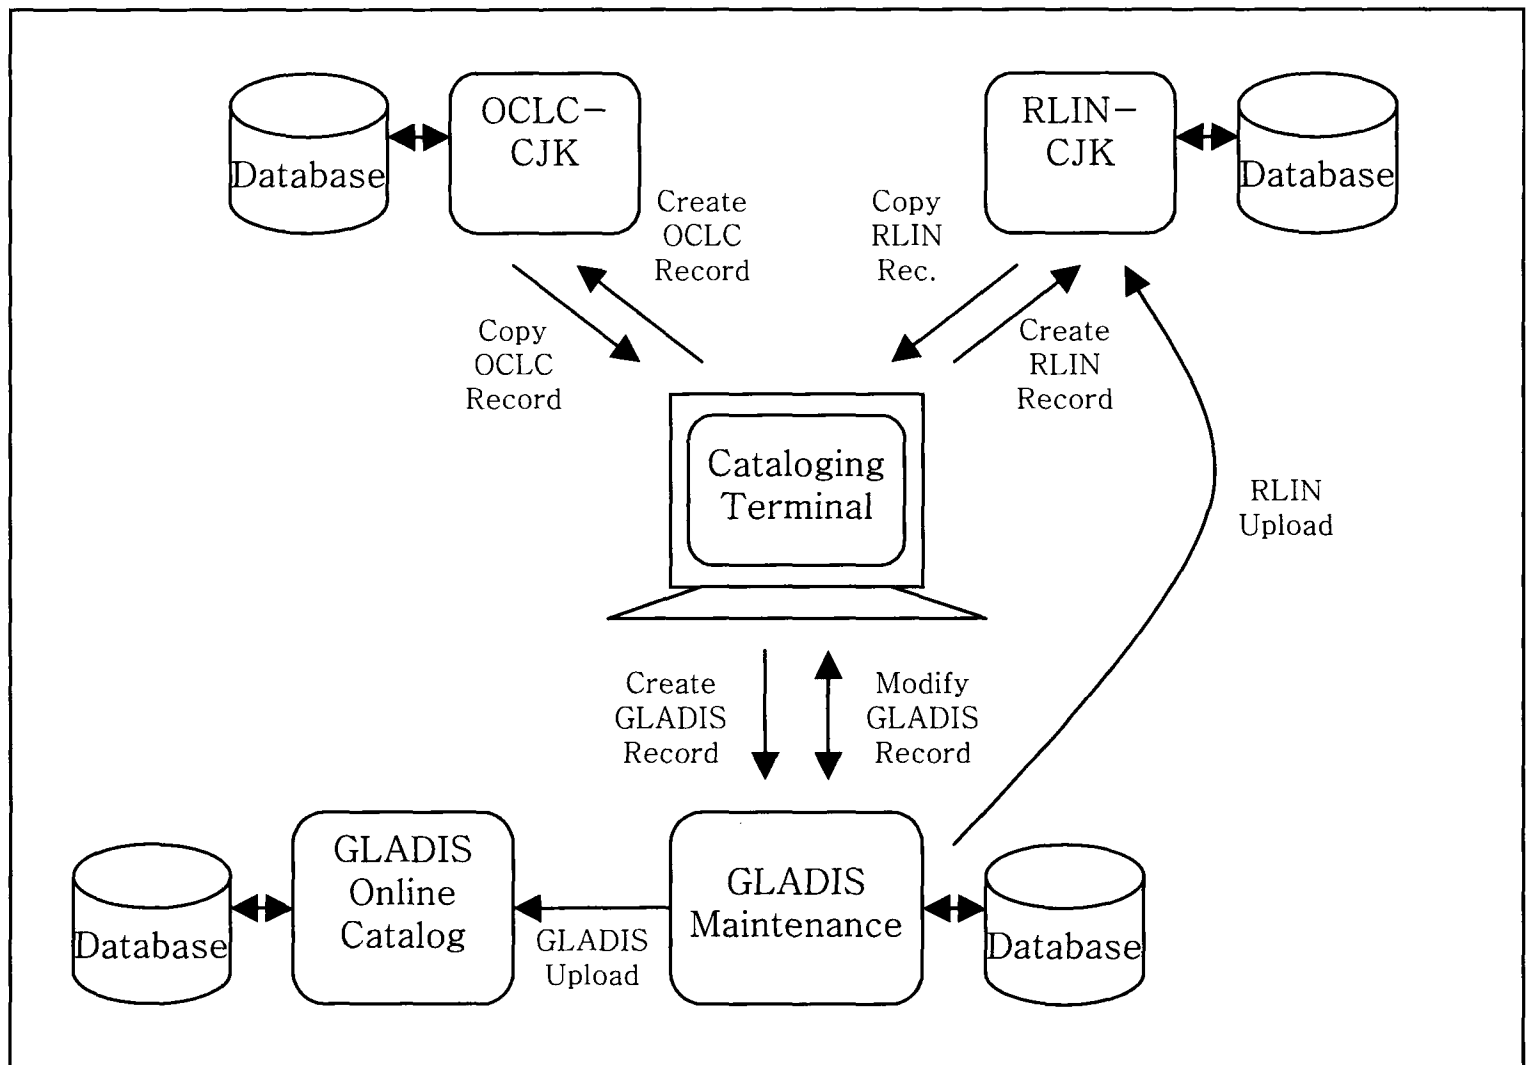 OCLC-
CJK
Database
RLIN-
CJK
Database
Create
OCLC
Record
Copy
RLIN
Rec.
Copy
OCLC
Record
Create
RLIN
Record
Cataloging
Terminal
RLIN
Upload
Create
GLADIS
Record
Modify
GLADIS
Record
GLADIS
Online
Catalog
Database
GLADIS
Upload
GLADIS
Maintenance
Database